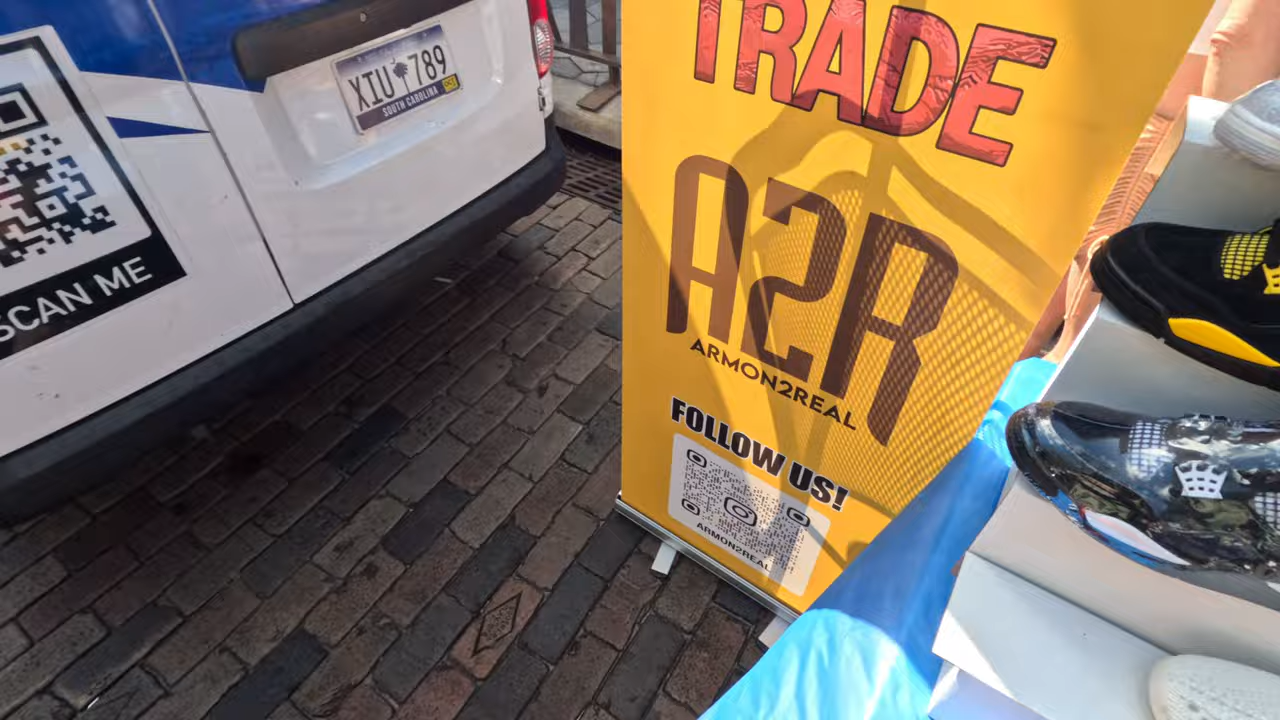 XIU 789
SOUTH CAROLINA
SCAN ME
TRADE
A2R
ARMON2REAL
FOLLOW US!
ARMON2REAL